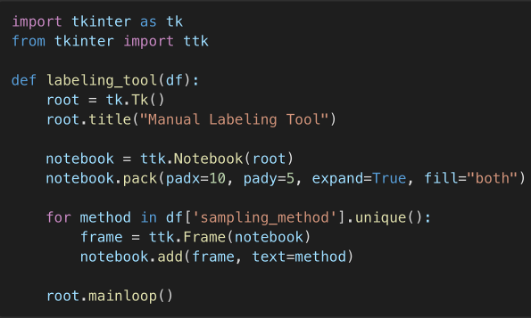 import tkinter as tk
from tkinter import ttk

def labeling_tool(df):
    root = tk.Tk()
    root.title("Manual Labeling Tool")

    notebook = ttk.Notebook(root)
    notebook.pack(padx=10, pady=5, expand=True, fill="both")

    for method in df['sampling_method'].unique():
        frame = ttk.Frame(notebook)
        notebook.add(frame, text=method)

    root.mainloop()